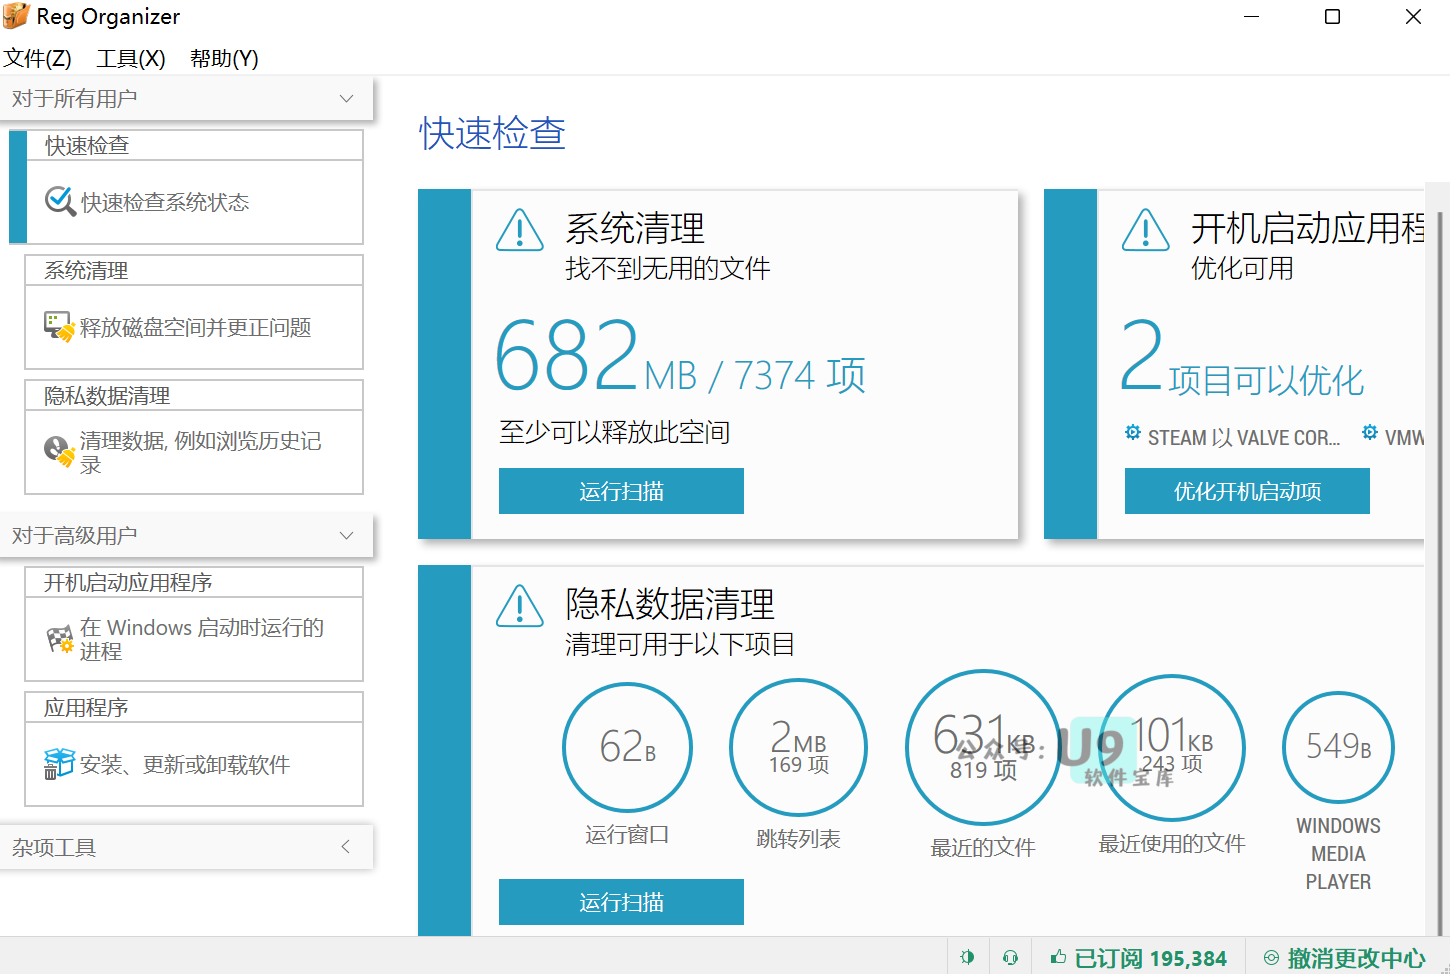 Reg Organizer
文件(Z) 工具(X) 帮助(Y)
对于所有用户
快速检查
快速检查系统状态
系统清理
释放磁盘空间并更正问题
隐私数据清理
清理数据, 例如浏览历史记
录
对于高级用户
开机启动应用程序
在 Windows 启动时运行的
进程
应用程序
安装、更新或卸载软件
杂项工具
快速检查
系统清理
找不到无用的文件
682 MB / 7374 项
至少可以释放此空间
运行扫描
开机启动应用程
优化可用
2 项目可以优化
STEAM 以 VALVE COR... VMW
优化开机启动项
隐私数据清理
清理可用于以下项目
62B
运行窗口
2MB
169 项
跳转列表
631KB
819 项
最近的文件
101KB
243 项
最近使用的文件
549B
WINDOWS
MEDIA
PLAYER
公众号: U9
软件宝库
运行扫描
已订阅 195,384 撤消更改中心